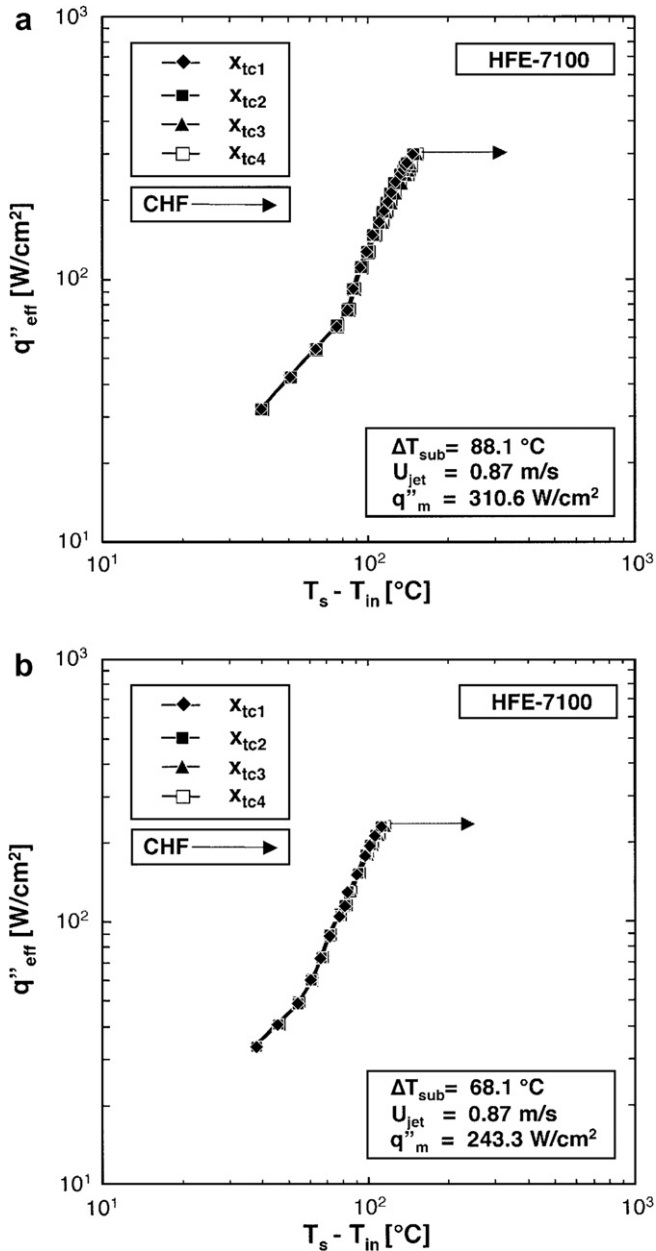 a
10³
HFE-7100
x_tc1
x_tc2
x_tc3
x_tc4
CHF
10²
q"_eff [W/cm²]
ΔT_sub= 88.1 °C
U_jet = 0.87 m/s
q"_m = 310.6 W/cm²
10¹
10¹ 10² 10³
T_s - T_in [°C]
b
10³
HFE-7100
x_tc1
x_tc2
x_tc3
x_tc4
CHF
10²
q"_eff [W/cm²]
ΔT_sub= 68.1 °C
U_jet = 0.87 m/s
q"_m = 243.3 W/cm²
10¹
10¹ 10² 10³
T_s - T_in [°C]